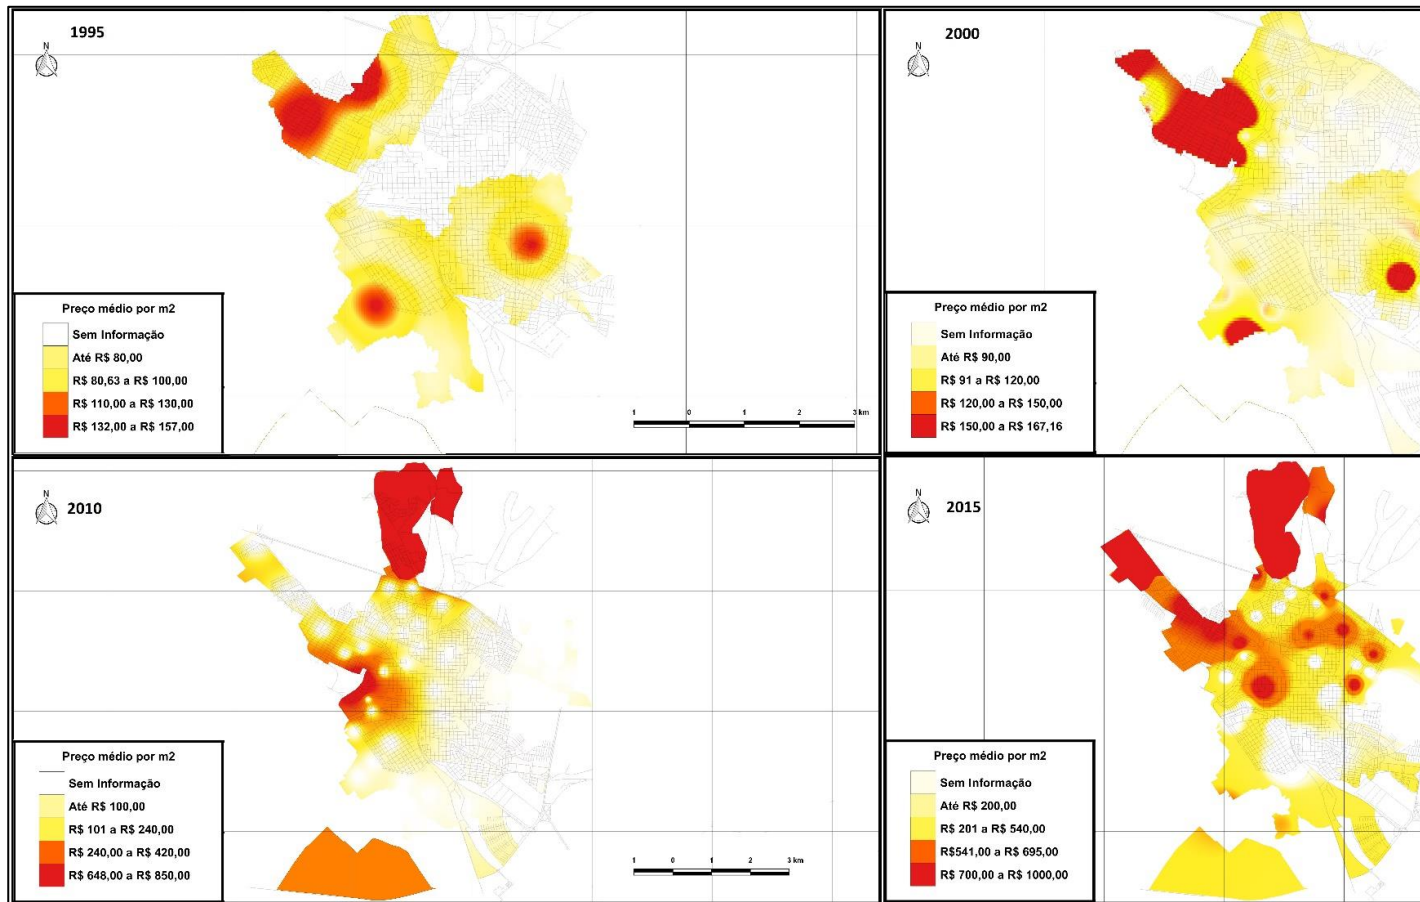 1995
N
Preço médio por m2
Sem Informação
Até R$ 80,00
R$ 80,63 a R$ 100,00
R$ 110,00 a R$ 130,00
R$ 132,00 a R$ 157,00
1 0 1 2 3 km
2000
N
Preço médio por m2
Sem Informação
Até R$ 90,00
R$ 91 a R$ 120,00
R$ 120,00 a R$ 150,00
R$ 150,00 a R$ 167,16
2010
N
Preço médio por m2
Sem Informação
Até R$ 100,00
R$ 101 a R$ 240,00
R$ 240,00 a R$ 420,00
R$ 648,00 a R$ 850,00
1 0 1 2 3 km
2015
N
Preço médio por m2
Sem Informação
Até R$ 200,00
R$ 201 a R$ 540,00
R$541,00 a R$ 695,00
R$ 700,00 a R$ 1000,00